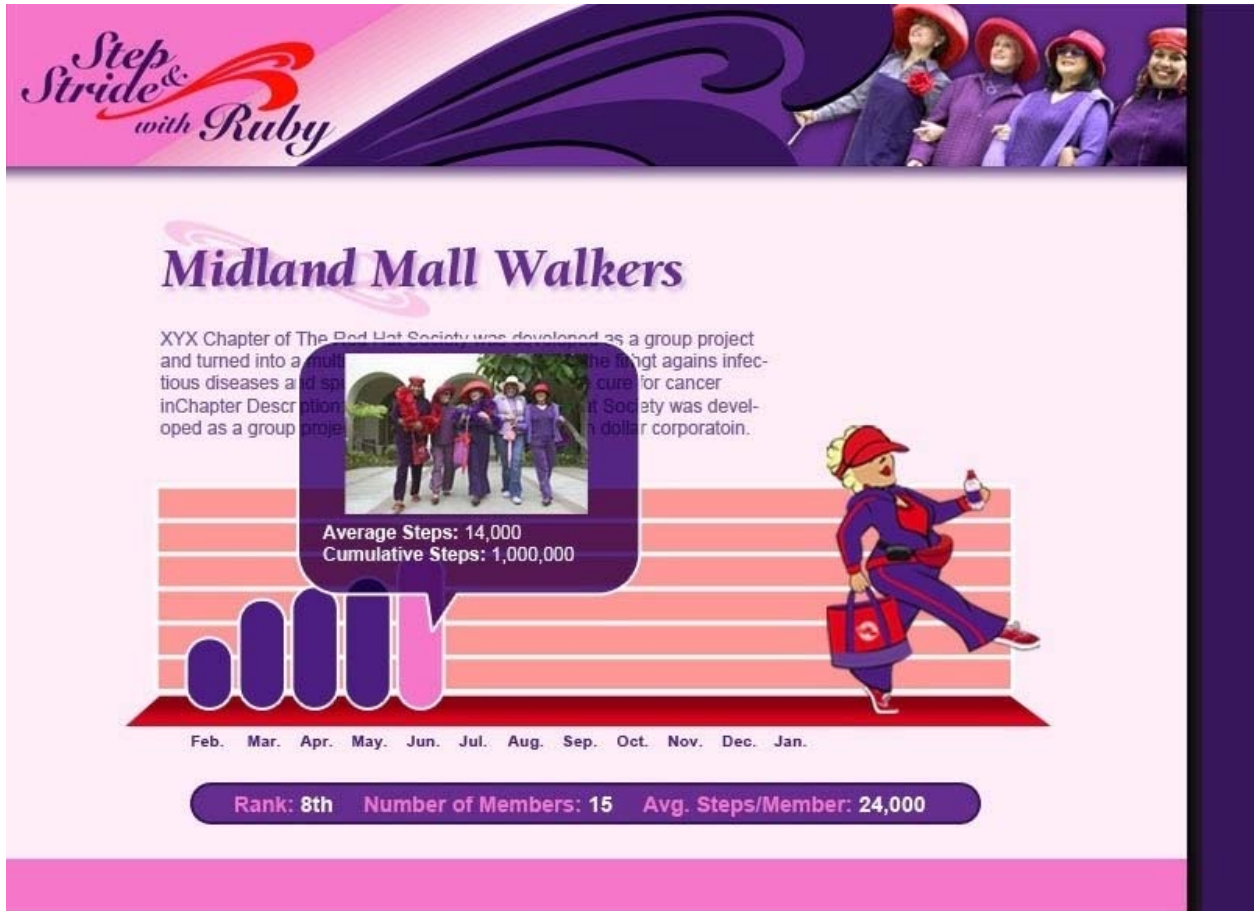 Step
& Stride
with Ruby
Midland Mall Walkers
XYX Chapter of The Red Hat Society was developed as a group project
and turned into a the fihgt agains infec-
tious diseases and cure for cancer
inChapter Description Society was devel-
oped as a group dollar corporatoin.
Average Steps: 14,000
Cumulative Steps: 1,000,000
Feb. Mar. Apr. May. Jun. Jul. Aug. Sep. Oct. Nov. Dec. Jan.
Rank: 8th Number of Members: 15 Avg. Steps/Member: 24,000